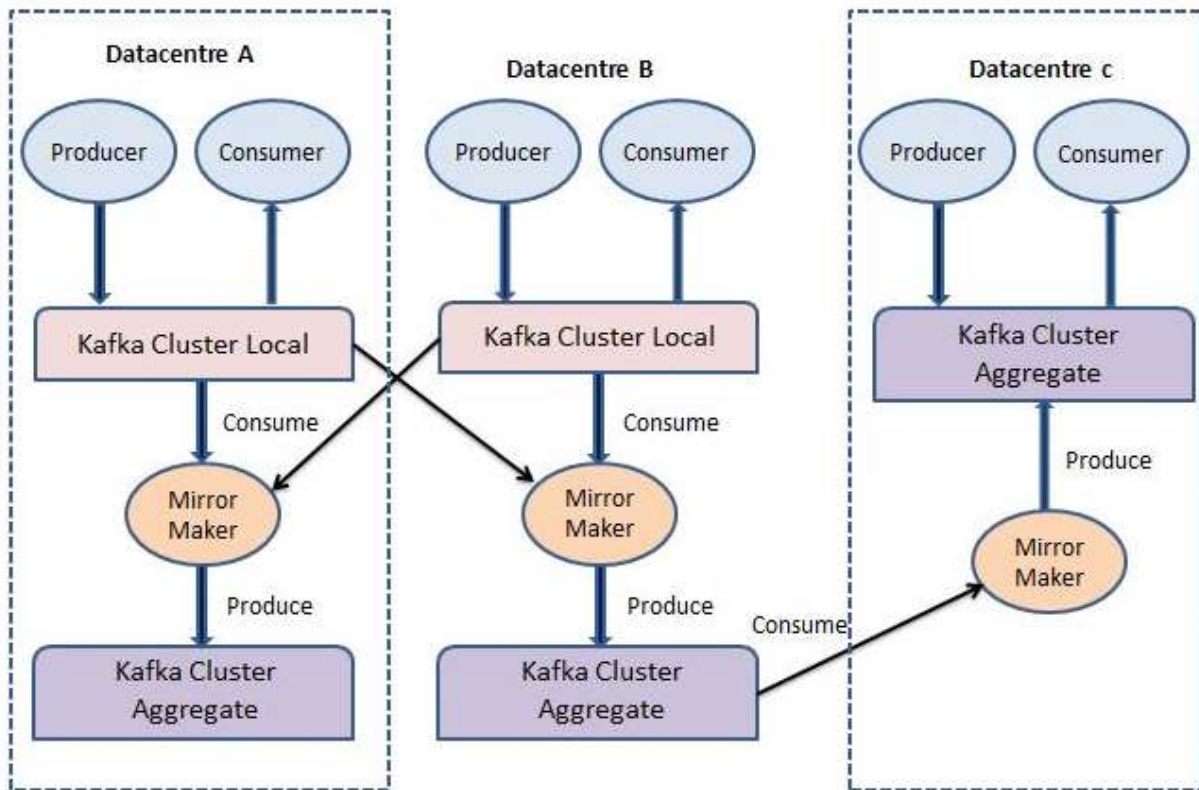 Datacentre A
Producer
Consumer
Kafka Cluster Local
Consume
Mirror
Maker
Produce
Kafka Cluster
Aggregate
Datacentre B
Producer
Consumer
Kafka Cluster Local
Consume
Mirror
Maker
Produce
Kafka Cluster
Aggregate
Consume
Datacentre c
Producer
Consumer
Kafka Cluster
Aggregate
Produce
Mirror
Maker